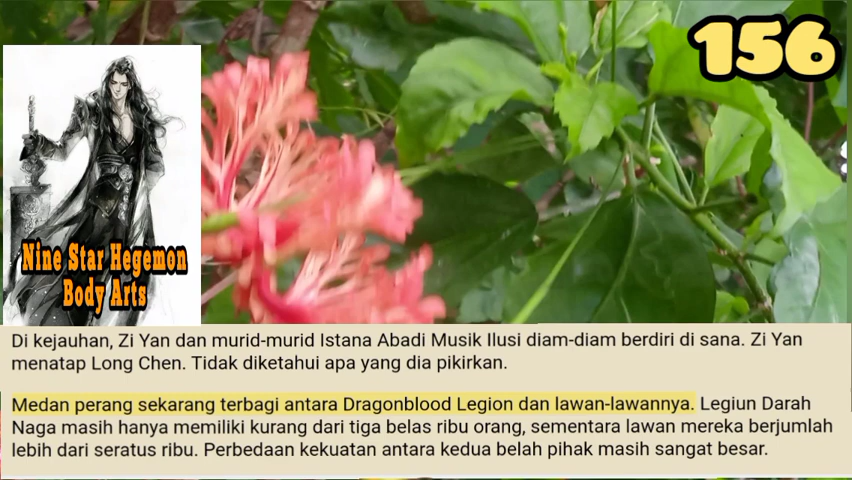 156
Nine Star Hegemon
Body Arts
Di kejauhan, Zi Yan dan murid-murid Istana Abadi Musik Ilusi diam-diam berdiri di sana. Zi Yan
menatap Long Chen. Tidak diketahui apa yang dia pikirkan.
Medan perang sekarang terbagi antara Dragonblood Legion dan lawan-lawannya. Legiun Darah
Naga masih hanya memiliki kurang dari tiga belas ribu orang, sementara lawan mereka berjumlah
lebih dari seratus ribu. Perbedaan kekuatan antara kedua belah pihak masih sangat besar.